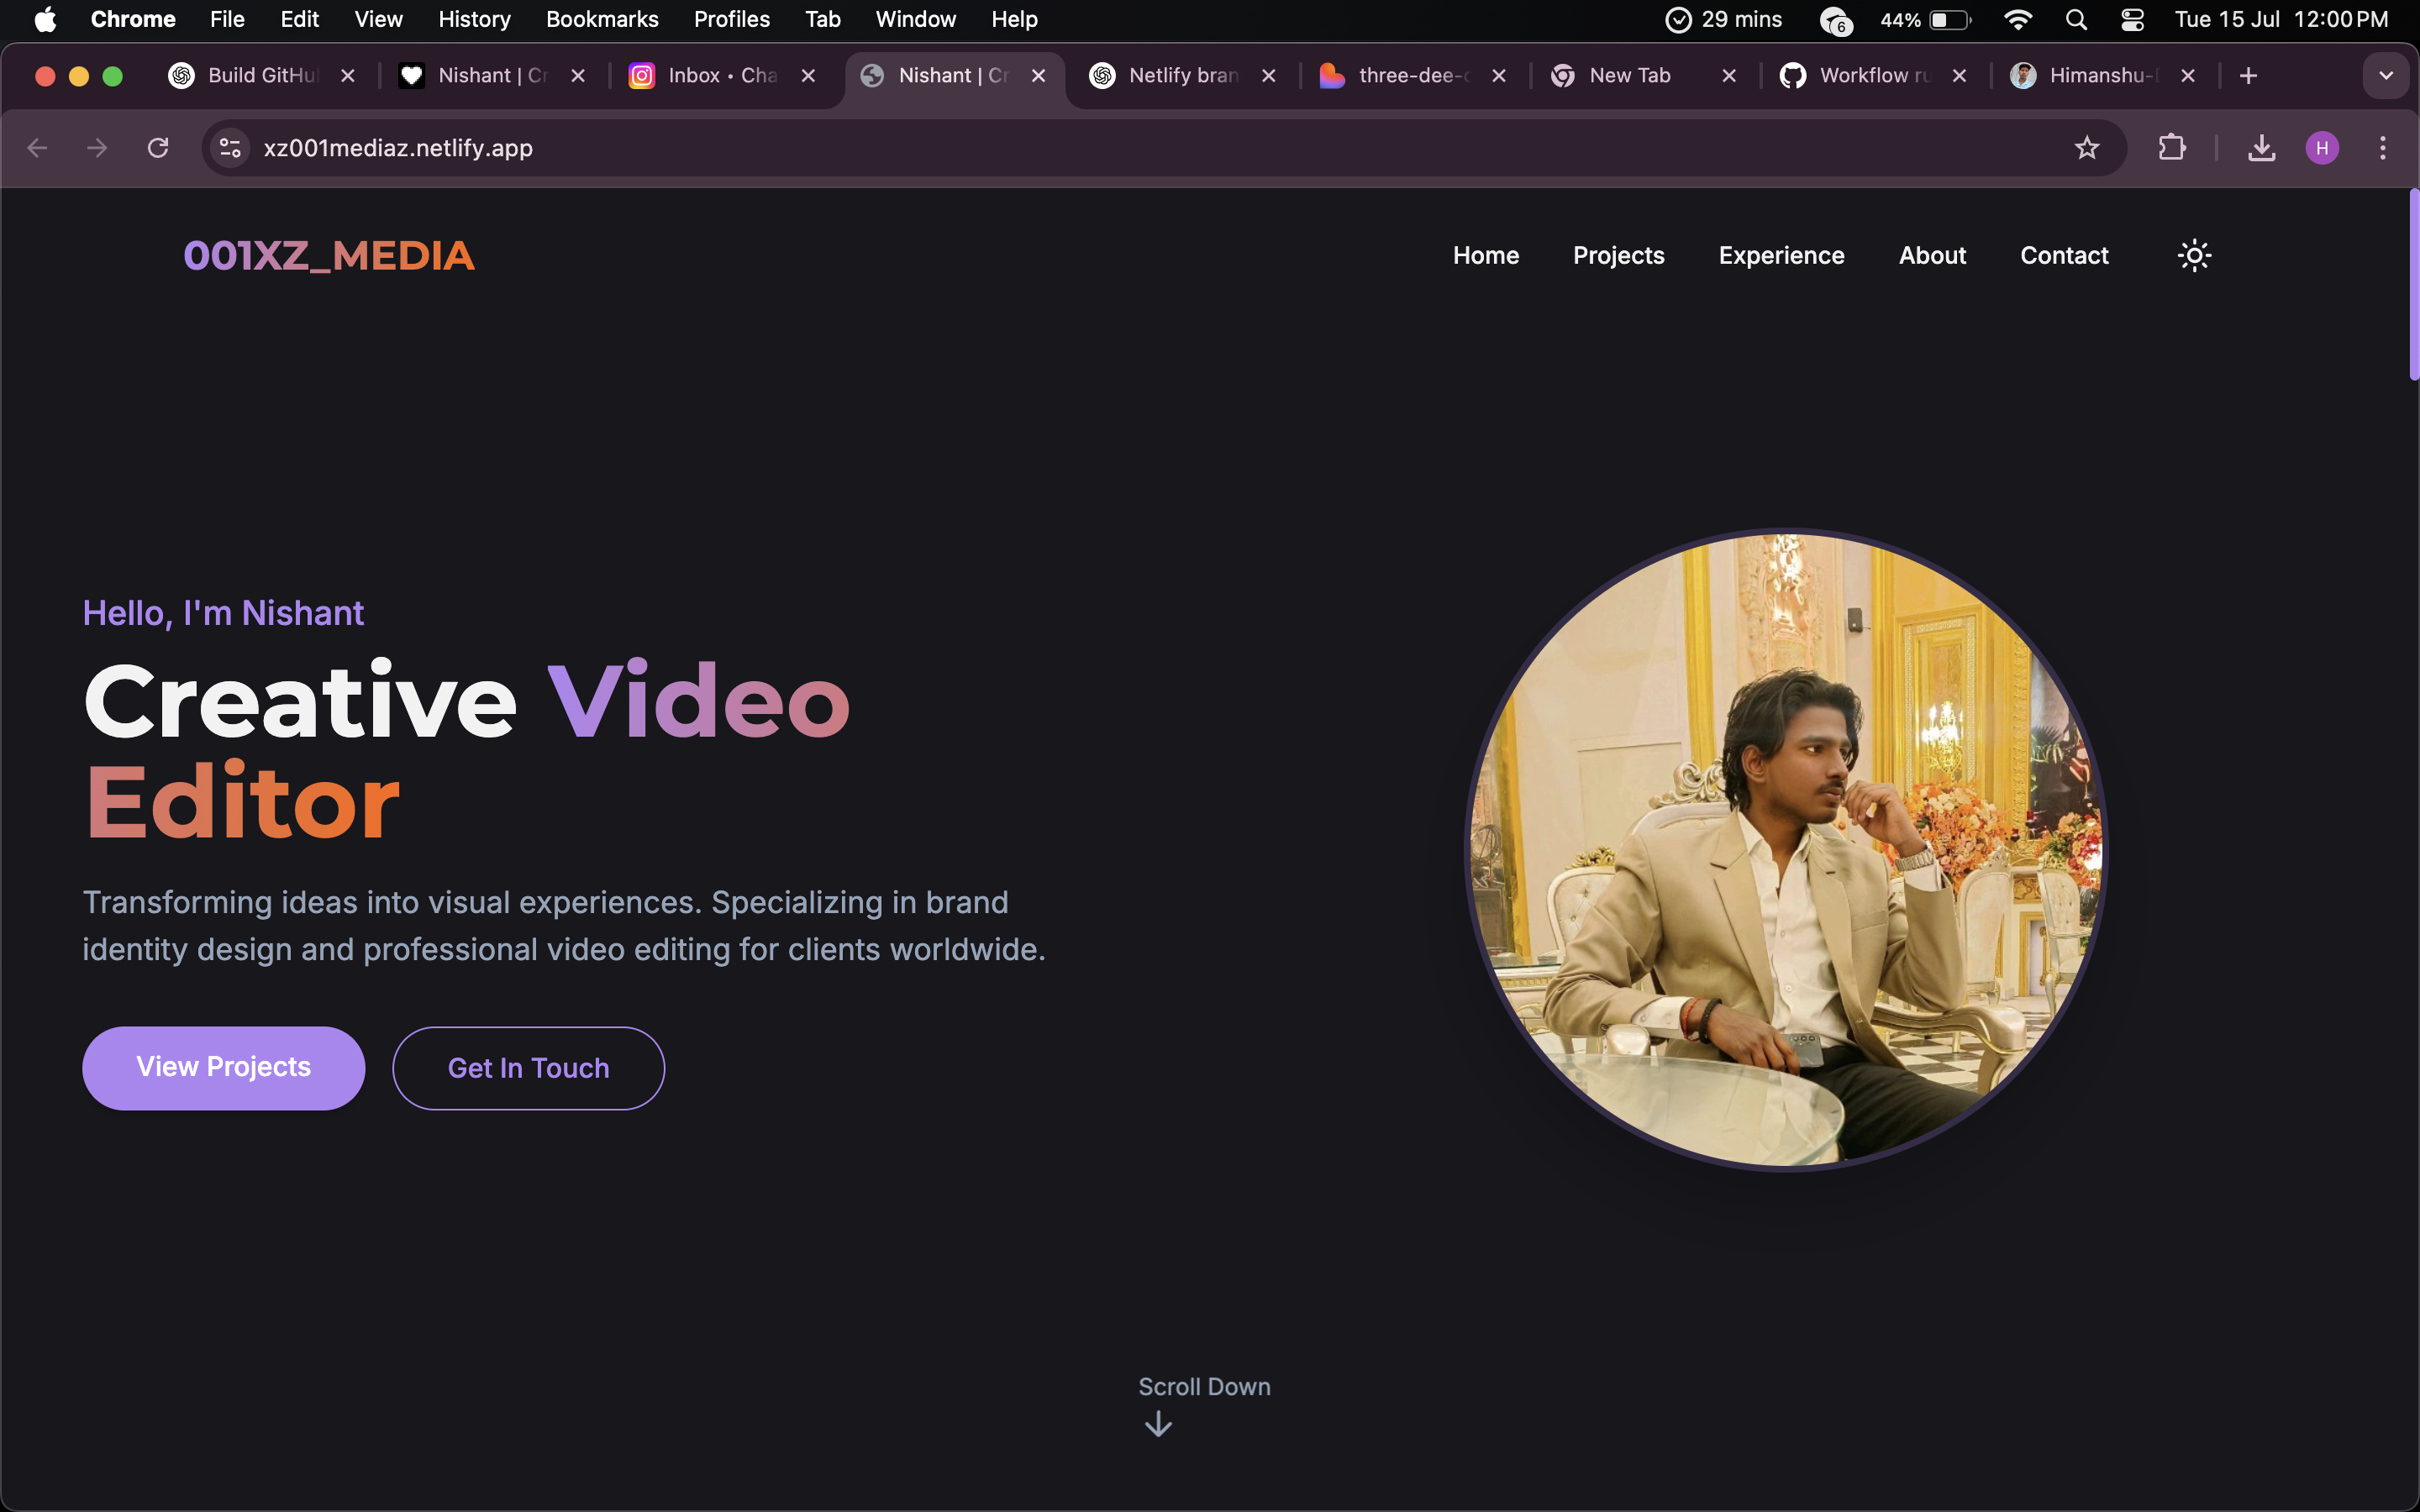 Chrome File Edit View History Bookmarks Profiles Tab Window Help 29 mins 6 44% Tue 15 Jul 12:00 PM
Build GitHu Nishant | Cr Inbox • Cha Nishant | Cr Netlify bran three-dee-c New Tab Workflow ru Himanshu-
xz001mediaz.netlify.app H
001XZ_MEDIA Home Projects Experience About Contact
Hello, I'm Nishant
Creative Video
Editor
Transforming ideas into visual experiences. Specializing in brand
identity design and professional video editing for clients worldwide.
View Projects Get In Touch
Scroll Down